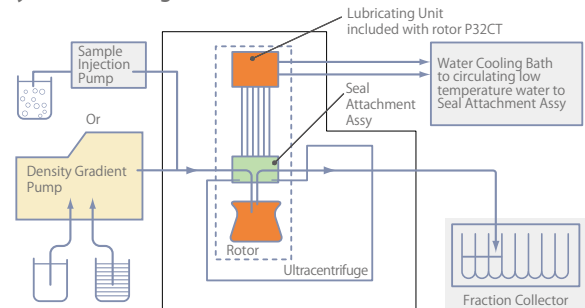 Lubricating Unit
included with rotor P32CT
Sample
Injection
Pump
Water Cooling Bath
to circulating low
temperature water to
Seal Attachment Assy
Seal
Attachment
Assy
Or
Density Gradient
Pump
Rotor
Ultracentrifuge
Fraction Collector